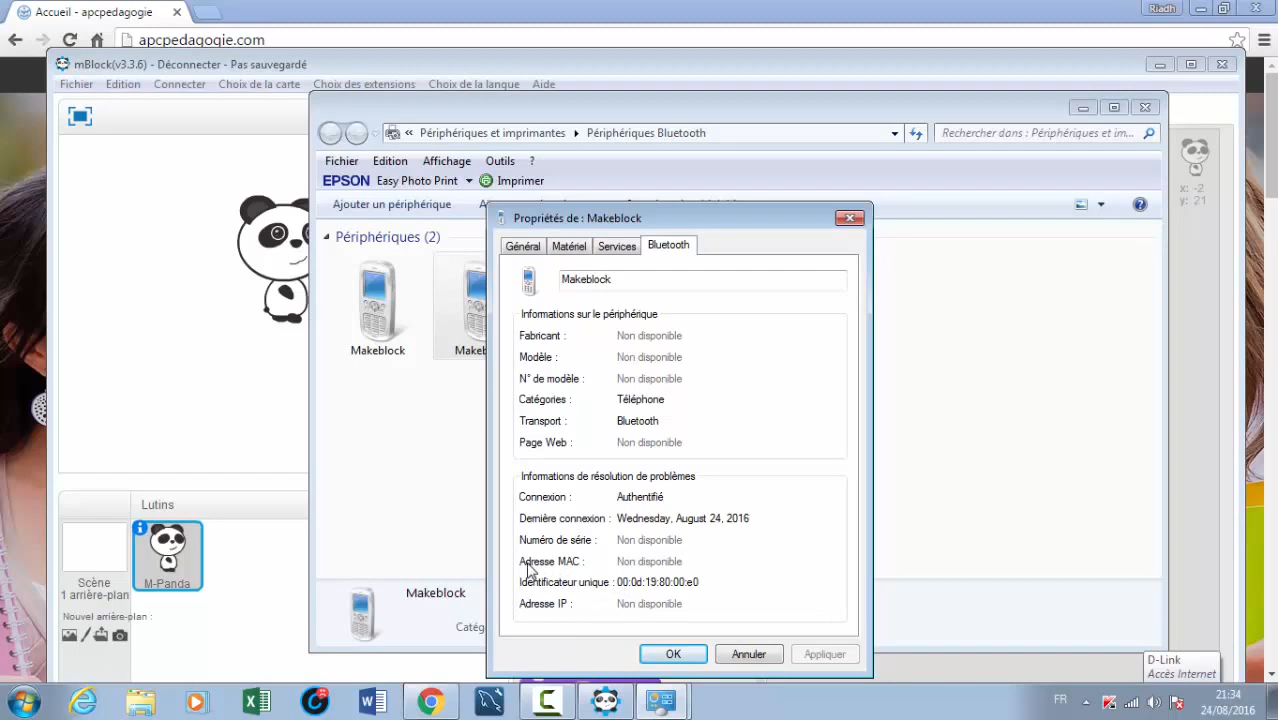 Accueil - apcpedagogie
Riadh
apcpedagogie.com
mBlock(v3.3.6) - Déconnecter - Pas sauvegardé
Fichier Edition Connecter Choix de la carte Choix des extensions Choix de la langue Aide
« Périphériques et imprimantes Périphériques Bluetooth
Rechercher dans : Périphériques et im...
Fichier Edition Affichage Outils ?
EPSON Easy Photo Print Imprimer
Ajouter un périphérique
Périphériques (2)
Makeblock
Makeb
x: -2
y: 21
Propriétés de : Makeblock
Général Matériel Services Bluetooth
Makeblock
Informations sur le périphérique
Fabricant : Non disponible
Modèle : Non disponible
N° de modèle : Non disponible
Catégories : Téléphone
Transport : Bluetooth
Page Web : Non disponible
Informations de résolution de problèmes
Connexion : Authentifié
Dernière connexion : Wednesday, August 24, 2016
Numéro de série : Non disponible
Adresse MAC : Non disponible
Identificateur unique : 00:0d:19:80:00:e0
Adresse IP : Non disponible
OK Annuler Appliquer
Lutins
Scène
1 arrière-plan
M-Panda
Nouvel arrière-plan :
Makeblock
Catég
D-Link
Accès Internet
FR
21:34
24/08/2016